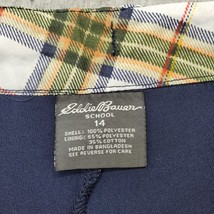 Eddie Bauer
SCHOOL
14
SHELL: 100% POLYESTER
LINING: 65% POLYESTER
35% COTTON
MADE IN BANGLADESH
SEE REVERSE FOR CARE